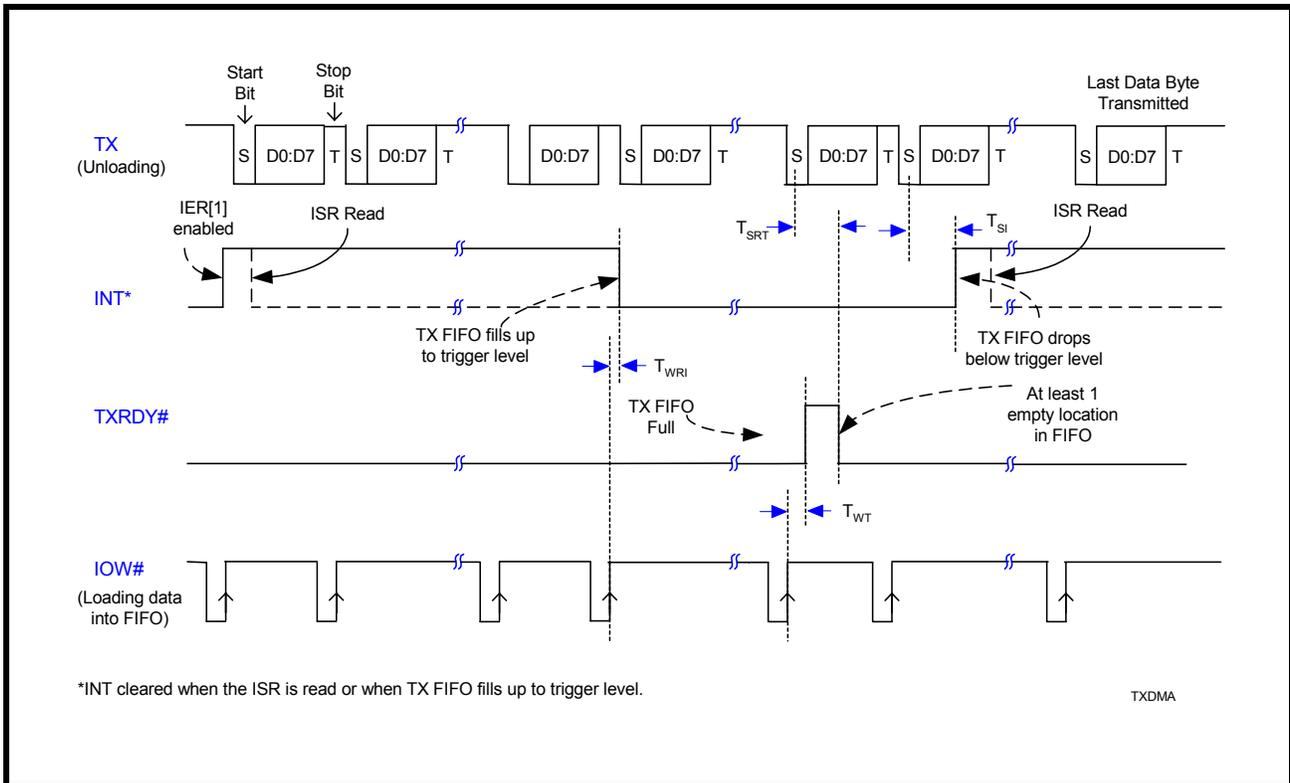 Start
Bit
Stop
Bit
Last Data Byte
Transmitted
TX
(Unloading)
S D0:D7 T S D0:D7 T D0:D7 S D0:D7 T S D0:D7 T S D0:D7 T S D0:D7 T
IER[1]
enabled
ISR Read
TSRT
TSI
ISR Read
INT*
TX FIFO fills up
to trigger level
TX FIFO drops
below trigger level
TWRI
TXRDY#
TX FIFO
Full
At least 1
empty location
in FIFO
TWT
IOW#
(Loading data
into FIFO)
*INT cleared when the ISR is read or when TX FIFO fills up to trigger level.
TXDMA